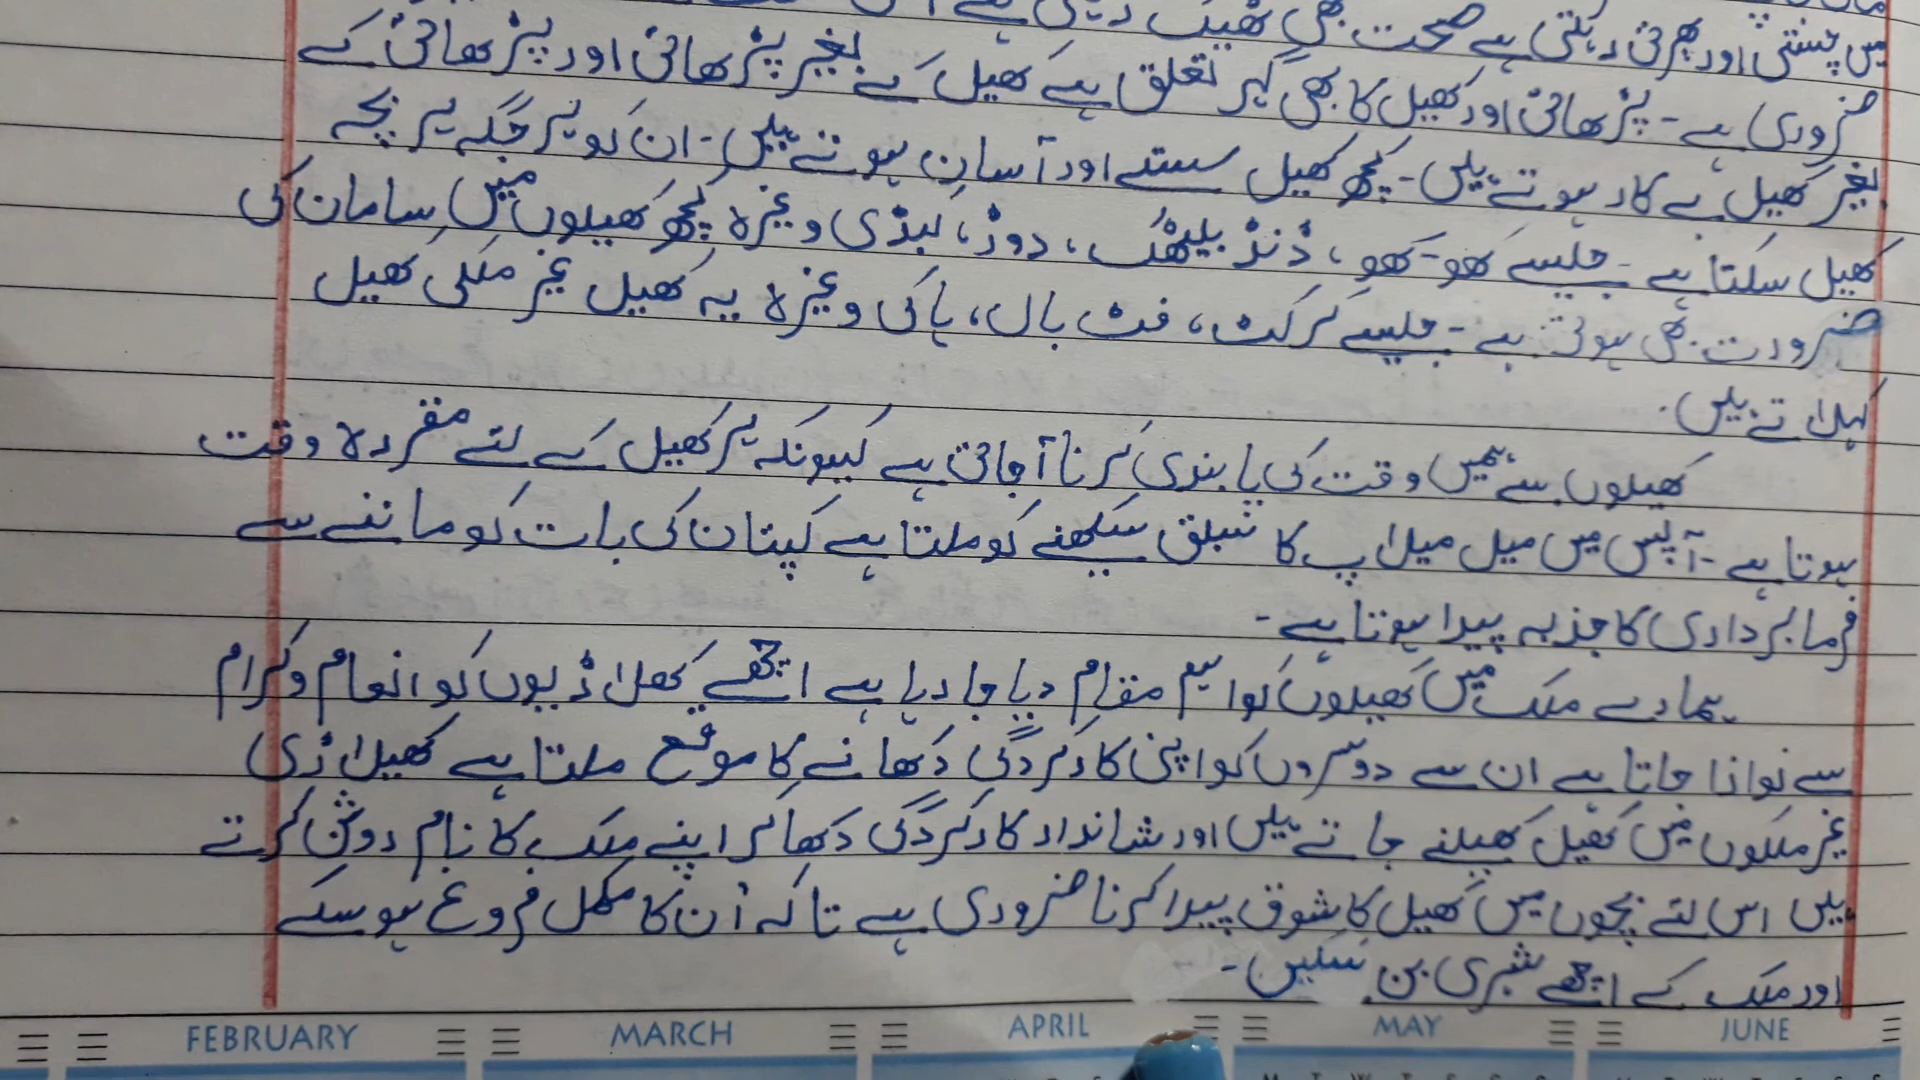 میں چستی اور پھرتی رہتی ہے صحت بھی ٹھیک
ضروری ہے - پڑھائی اور کھیل کا بھی گہر تعلق ہے کھیل کے بغیر پڑھائی اور پڑھائی کے
بغیر کھیل بے کار ہوتے ہیں - کچھ کھیل سستے اور آسان ہوتے ہیں - ان کو ہر جگہ ہر بچہ
کھیل سکتا ہے - جیسے کھو - کھو ، ڈنڈ بیٹھک ، دوڑ ، کبڈی وغیرہ کچھ کھیلوں میں سامان کی
ضرورت بھی ہوتی ہے - جیسے کرکٹ ، فٹ بال ، ہاکی وغیرہ یہ کھیل غیر ملکی کھیل
کہلاتے ہیں -
کھیلوں سے ہمیں وقت کی پابندی کرنا آجاتی ہے کیونکہ ہر کھیل کے لئے مقررہ وقت
ہوتا ہے - آپس میں میل میلاپ کا سبق سیکھنے کو ملتا ہے کپتان کی بات کو ماننے سے
فرمابرداری کا جذبہ پیدا ہوتا ہے -
ہمارے ملک میں کھیلوں کو اہم مقام دیا جا رہا ہے اچھے کھلاڑیوں کو انعام و کرام
سے نوازا جاتا ہے ان سے دوسروں کو اپنی کارکردگی دکھانے کا موقع ملتا ہے کھیلاڑی
غیر ملکوں میں کھیل کھیلنے جاتے ہیں اور شاندار کارکردگی دکھا کر اپنے ملک کا نام روشن کرتے
ہیں اس لئے بچوں میں کھیل کا شوق پیدا کرنا ضروری ہے تاکہ اُن کا مکمل فروغ ہو سکے
اور ملک کے اچھے شہری بن سکیں -
FEBRUARY MARCH APRIL MAY JUNE